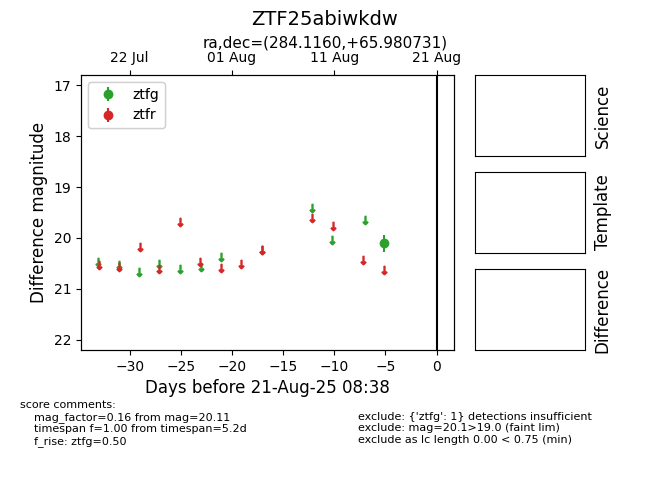 ZTF25abiwkdw
ra,dec=(284.1160,+65.980731)
22 Jul 01 Aug 11 Aug 21 Aug
ztfg
ztfr
17
18
19
20
21
22
Difference magnitude
−30 −25 −20 −15 −10 −5 0
Days before 21-Aug-25 08:38
Science
Template
Difference
score comments:
mag_factor=0.16 from mag=20.11
timespan f=1.00 from timespan=5.2d
f_rise: ztfg=0.50
exclude: {'ztfg': 1} detections insufficient
exclude: mag=20.1>19.0 (faint lim)
exclude as lc length 0.00 < 0.75 (min)